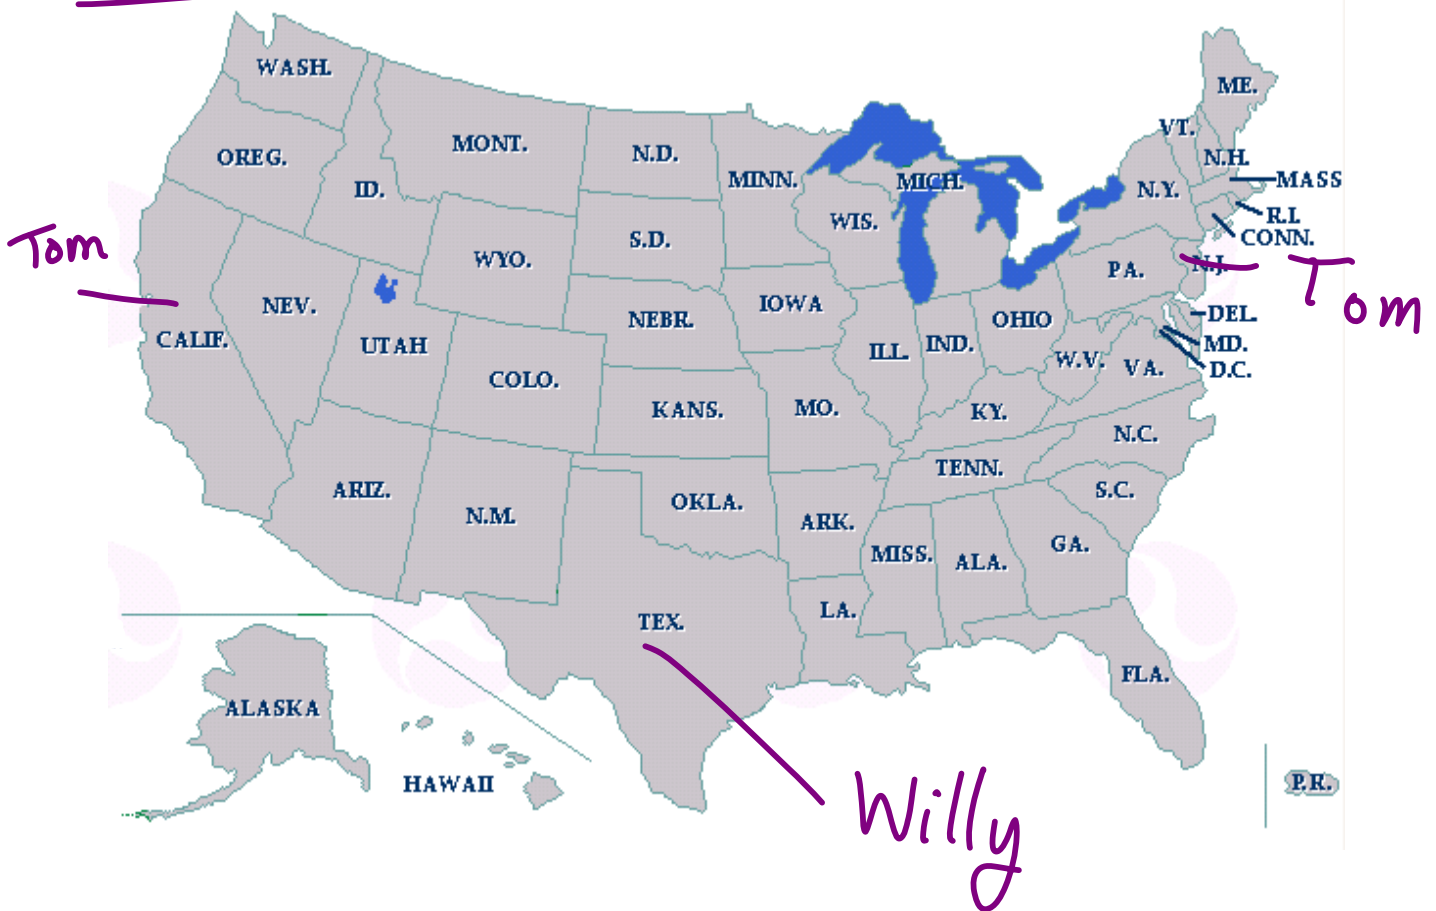 WASH.
ME.
VT.
MONT.
N.D.
OREG.
N.H.
MINN.
MICH.
MASS
ID.
N.Y.
R.I.
WIS.
CONN.
S.D.
Tom
WYO.
PA.
N.J.
Tom
NEV.
IOWA
NEBR.
OHIO
DEL.
CALIF.
UTAH
IND.
MD.
ILL.
W.V.
VA.
D.C.
COLO.
KANS.
MO.
KY.
N.C.
TENN.
ARIZ.
S.C.
OKLA.
N.M.
ARK.
GA.
MISS.
ALA.
LA.
TEX.
FLA.
ALASKA
HAWAII
P.R.
Willy